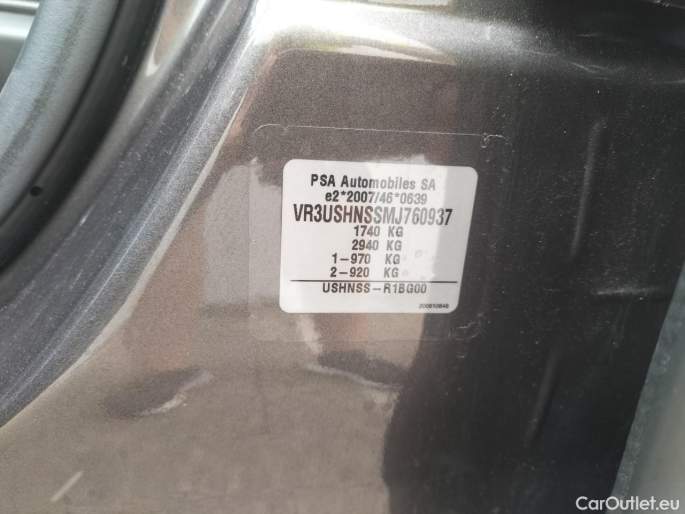 PSA Automobiles SA
e2*2007/46*0639
VR3USHNSSMJ760937
1740 KG
2940 KG
1-970 KG
2-920 KG
USHNSS-R1BG00
CarOutlet.eu